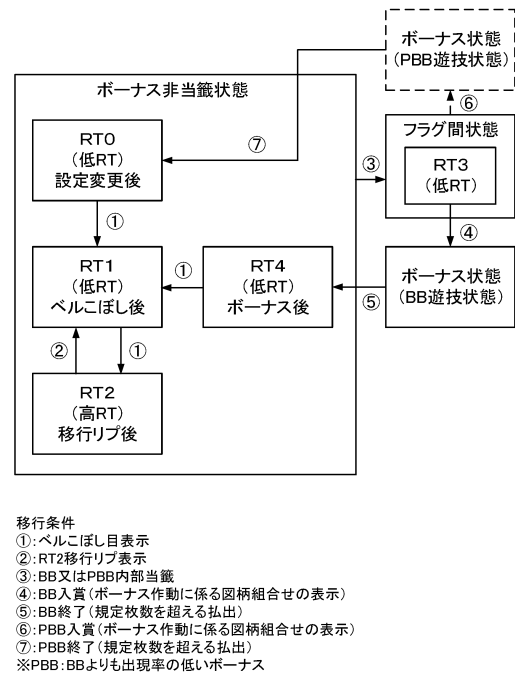 ボーナス状態
(PBB遊技状態)
ボーナス非当籤状態
⑥
⑦
フラグ間状態
RT0
(低RT)
設定変更後
③
RT3
(低RT)
①
④
RT1
(低RT)
ベルこぼし後
①
RT4
(低RT)
ボーナス後
⑤
ボーナス状態
(BB遊技状態)
②
①
RT2
(高RT)
移行リプ後
移行条件
①:ベルこぼし目表示
②:RT2移行リプ表示
③:BB又はPBB内部当籤
④:BB入賞(ボーナス作動に係る図柄組合せの表示)
⑤:BB終了(規定枚数を超える払出)
⑥:PBB入賞(ボーナス作動に係る図柄組合せの表示)
⑦:PBB終了(規定枚数を超える払出)
※PBB:BBよりも出現率の低いボーナス